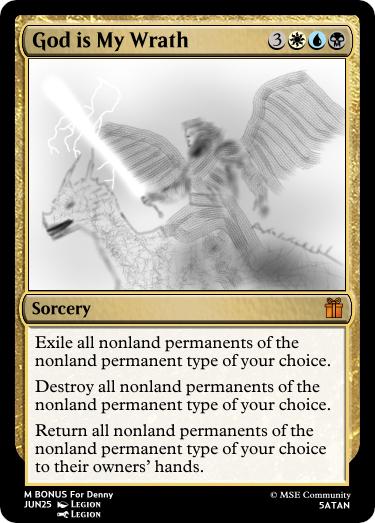 God is My Wrath 3
Sorcery
Exile all nonland permanents of the
nonland permanent type of your choice.
Destroy all nonland permanents of the
nonland permanent type of your choice.
Return all nonland permanents of the
nonland permanent type of your choice
to their owners' hands.
M BONUS For Denny © MSE Community
JUN25 Legion 5ATAN
Legion